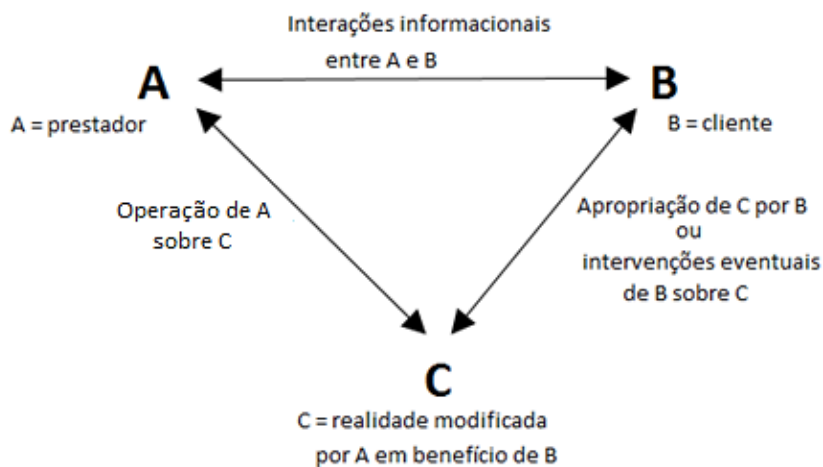 Interações informacionais
entre A e B
A
B
A = prestador
B = cliente
Operação de A
sobre C
Apropriação de C por B
ou
intervenções eventuais
de B sobre C
C
C = realidade modificada
por A em benefício de B